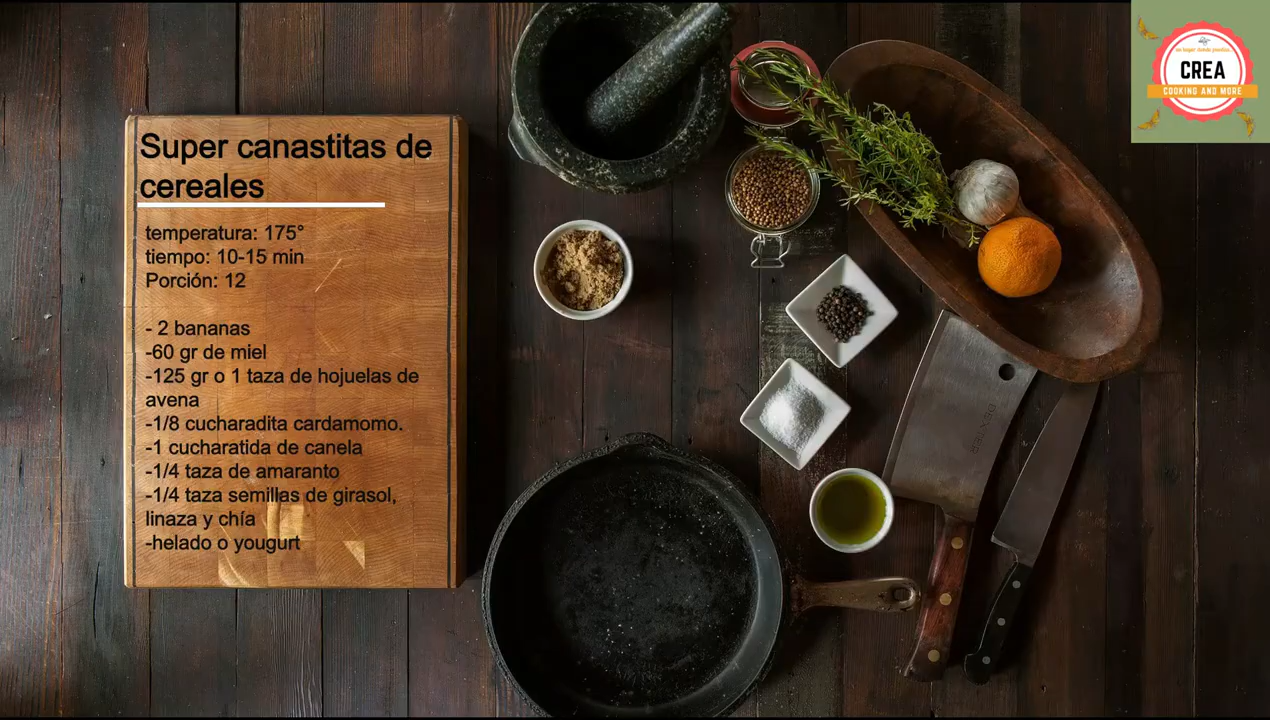 Super canastitas de
cereales
temperatura: 175°
tiempo: 10-15 min
Porción: 12
- 2 bananas
-60 gr de miel
-125 gr o 1 taza de hojuelas de
avena
-1/8 cucharadita cardamomo.
-1 cucharatida de canela
-1/4 taza de amaranto
-1/4 taza semillas de girasol,
linaza y chía
-helado o yougurt
CREA
COOKING AND MORE